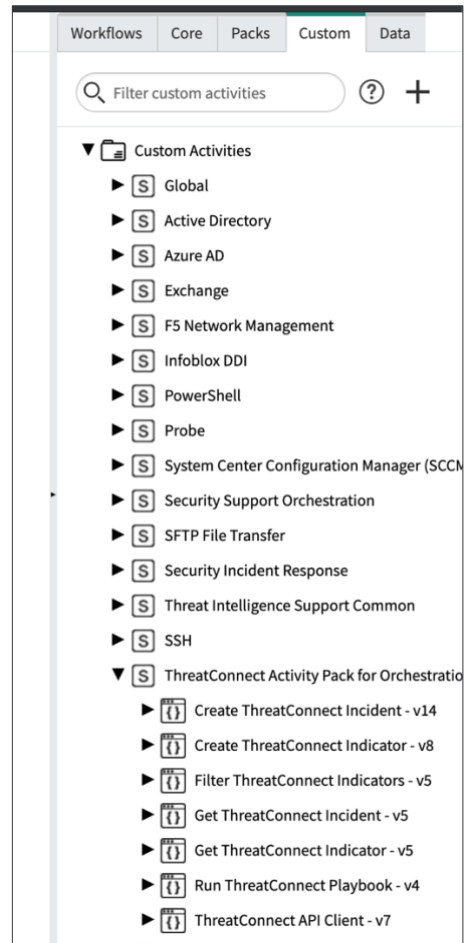 Workflows Core Packs Custom Data
Filter custom activities ?
Custom Activities
S Global
S Active Directory
S Azure AD
S Exchange
S F5 Network Management
S Infoblox DDI
S PowerShell
S Probe
S System Center Configuration Manager (SCCM
S Security Support Orchestration
S SFTP File Transfer
S Security Incident Response
S Threat Intelligence Support Common
S SSH
S ThreatConnect Activity Pack for Orchestratio
{} Create ThreatConnect Incident - v14
{} Create ThreatConnect Indicator - v8
{} Filter ThreatConnect Indicators - v5
{} Get ThreatConnect Incident - v5
{} Get ThreatConnect Indicator - v5
{} Run ThreatConnect Playbook - v4
{} ThreatConnect API Client - v7